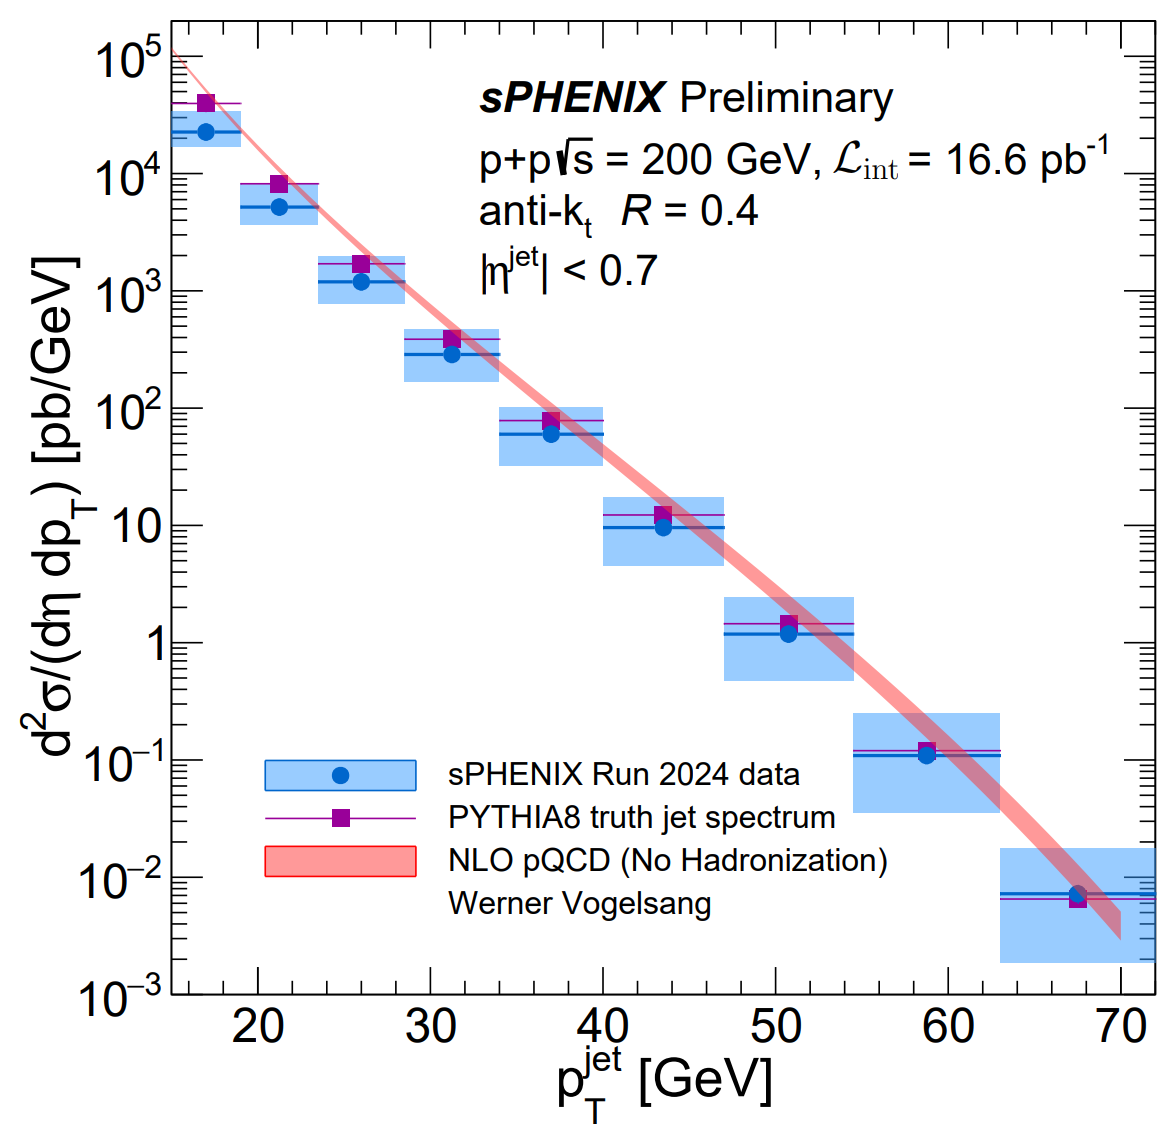 sPHENIX Preliminary
p+p √s = 200 GeV, ℒint = 16.6 pb-1
anti-kt R = 0.4
|ηjet| < 0.7
d2σ/(dη dpT) [pb/GeV]
105
104
103
102
10
1
10−1
10−2
10−3
sPHENIX Run 2024 data
PYTHIA8 truth jet spectrum
NLO pQCD (No Hadronization)
Werner Vogelsang
20 30 40 50 60 70
pTjet [GeV]